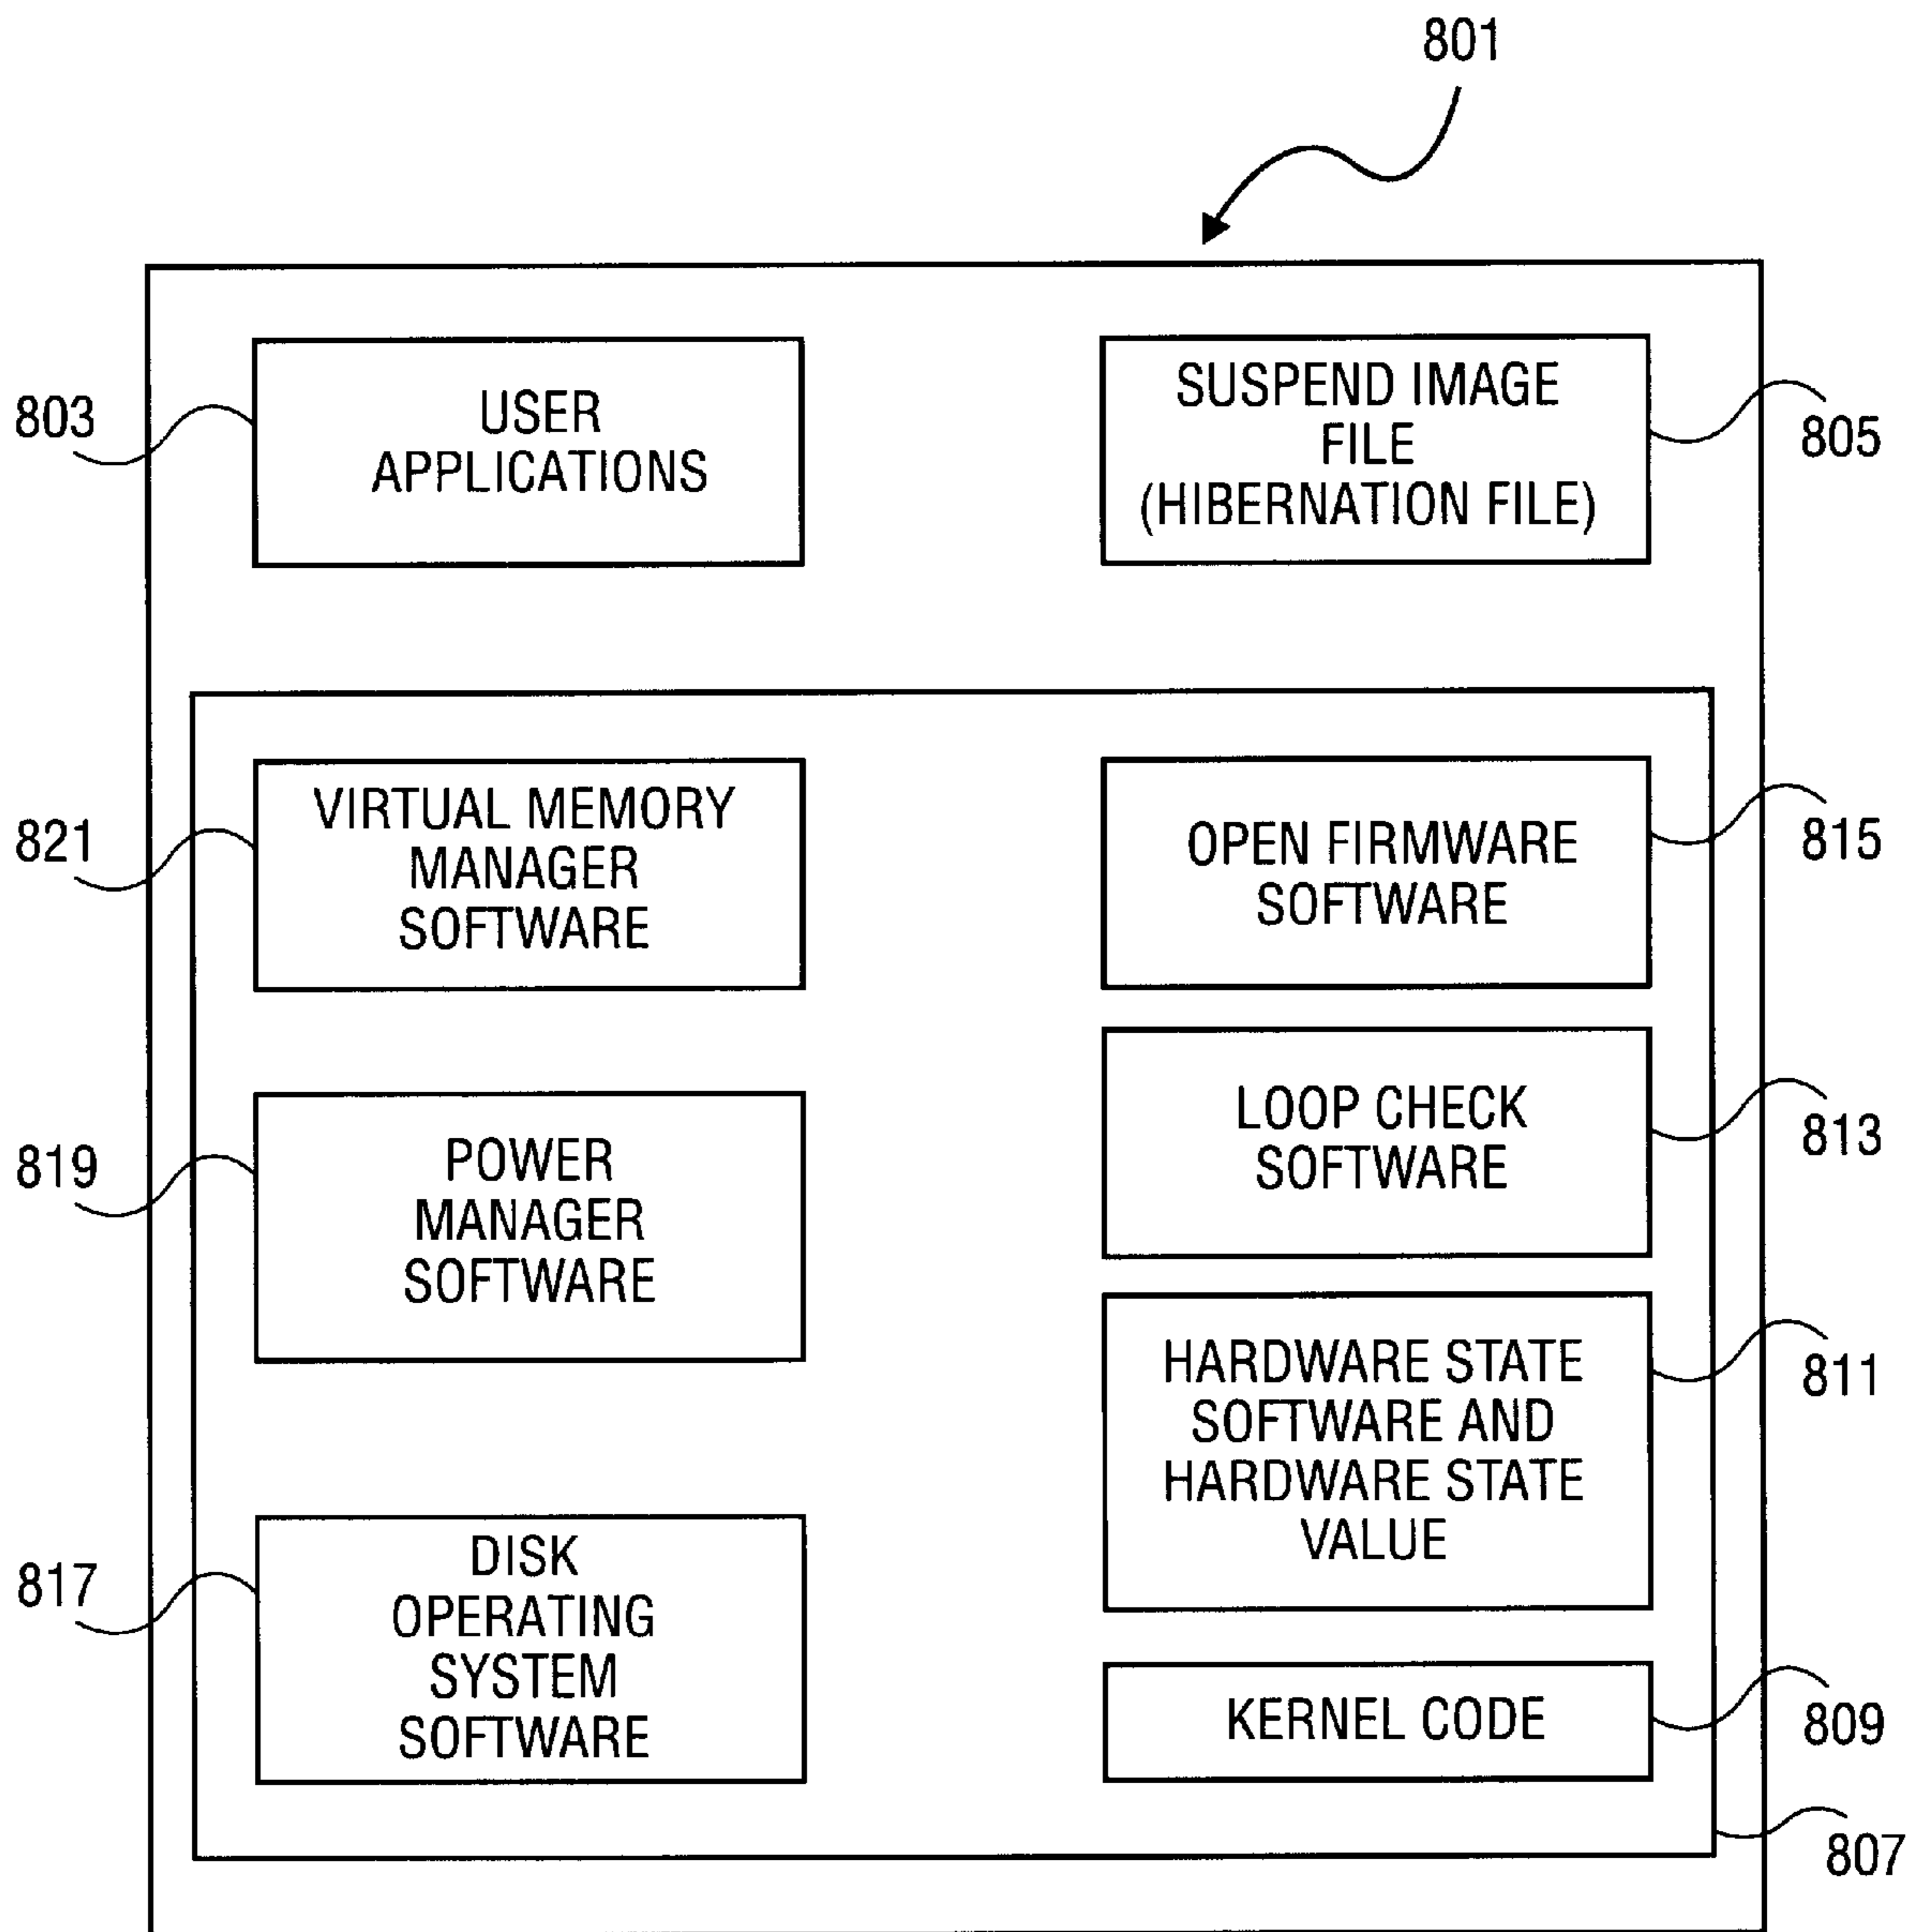 801
803
USER
APPLICATIONS
SUSPEND IMAGE
FILE
(HIBERNATION FILE)
805
821
VIRTUAL MEMORY
MANAGER
SOFTWARE
OPEN FIRMWARE
SOFTWARE
815
819
POWER
MANAGER
SOFTWARE
LOOP CHECK
SOFTWARE
813
HARDWARE STATE
SOFTWARE AND
HARDWARE STATE
VALUE
811
817
DISK
OPERATING
SYSTEM
SOFTWARE
KERNEL CODE
809
807